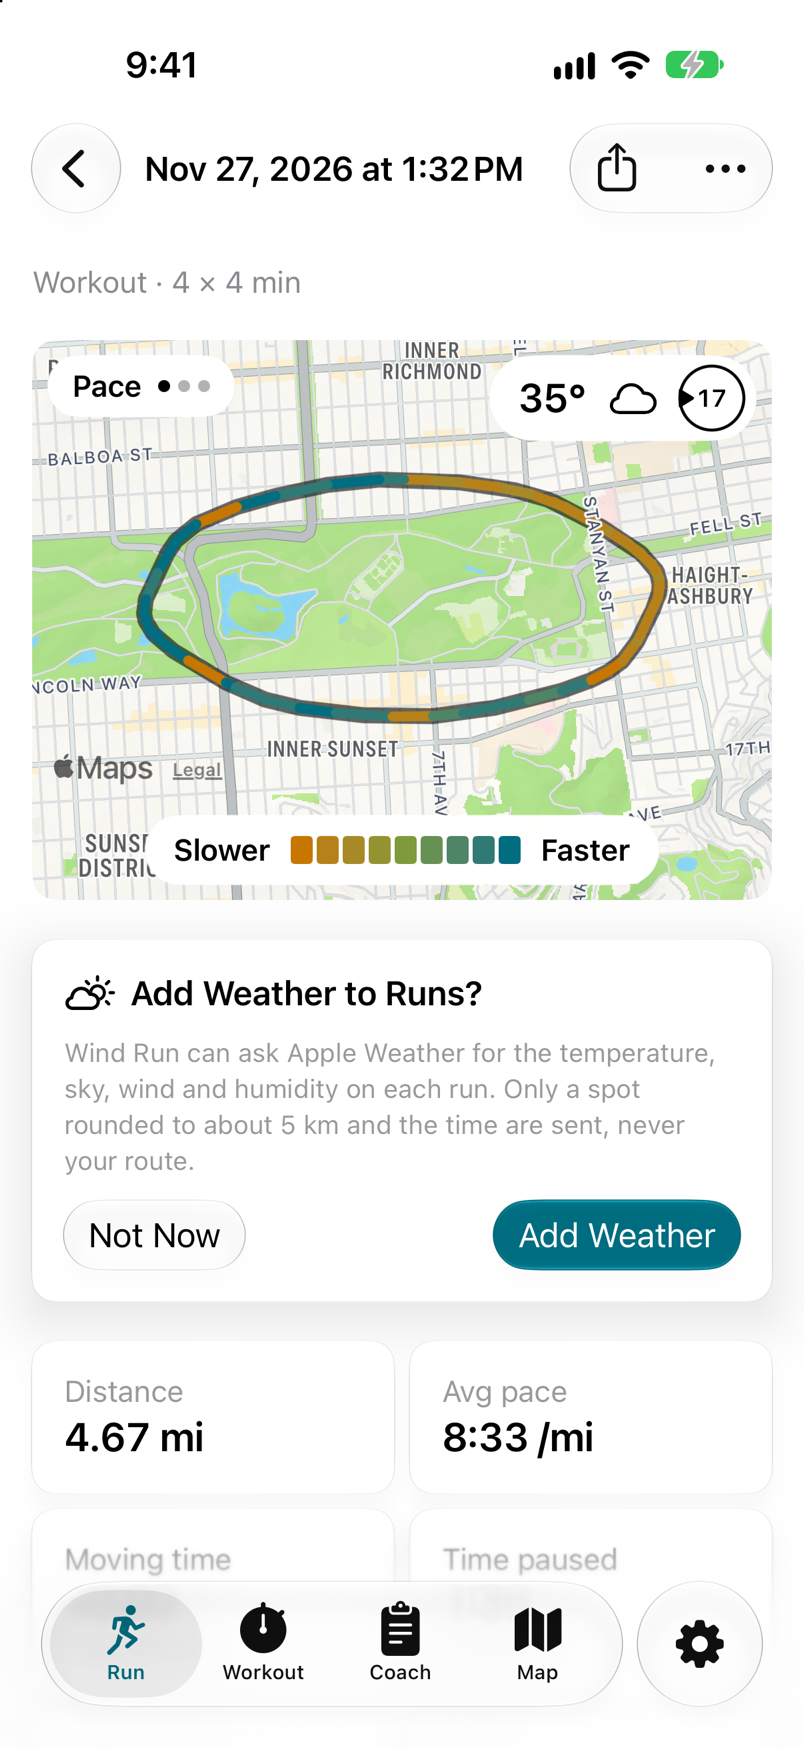 9:41
Nov 27, 2026 at 1:32 PM
Workout · 4 × 4 min
INNER
RICHMOND
Pace
35°
17
BALBOA ST
STANYAN ST
FELL ST
HAIGHT-
ASHBURY
NCOLN WAY
INNER SUNSET
7TH AV
17TH
Maps
Legal
AVE
SUNS
DISTRIC
Slower
Faster
Add Weather to Runs?
Wind Run can ask Apple Weather for the temperature,
sky, wind and humidity on each run. Only a spot
rounded to about 5 km and the time are sent, never
your route.
Not Now
Add Weather
Distance
4.67 mi
Avg pace
8:33 /mi
Moving time
Time paused
Run
Workout
Coach
Map